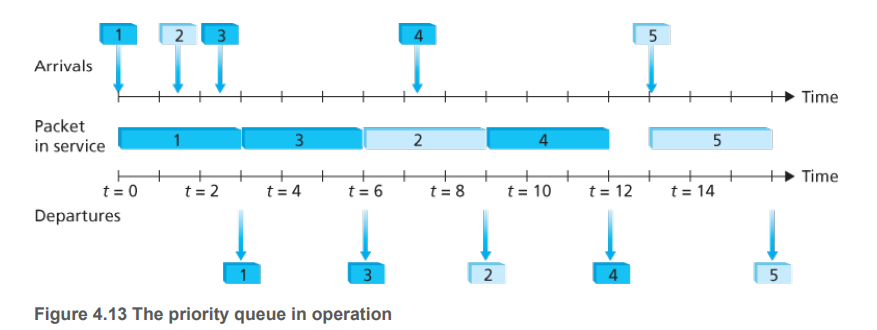 1 2 3 4 5
Arrivals
Time
Packet
in service
1 3 2 4 5
Time
t = 0 t = 2 t = 4 t = 6 t = 8 t = 10 t = 12 t = 14
Departures
1 3 2 4 5
Figure 4.13 The priority queue in operation